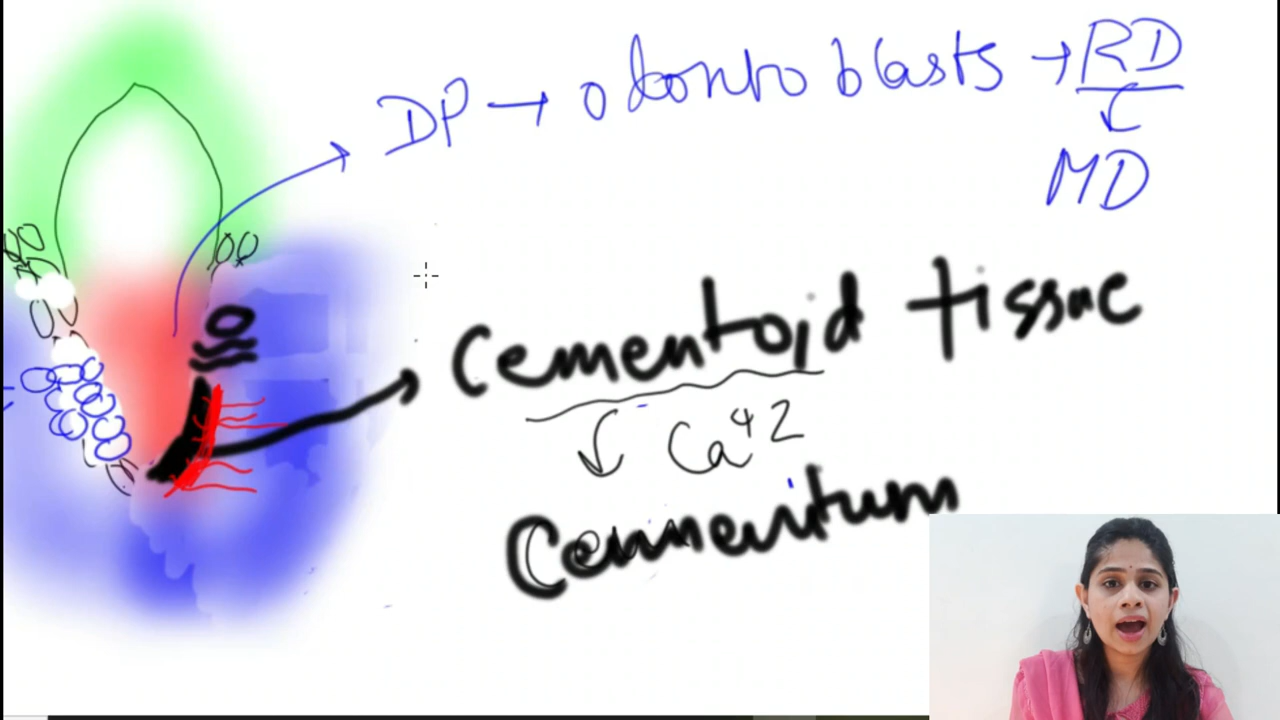 DP → odontoblasts → RD
↓
MD
cementoid tissue
↓ Ca+2
Cementum